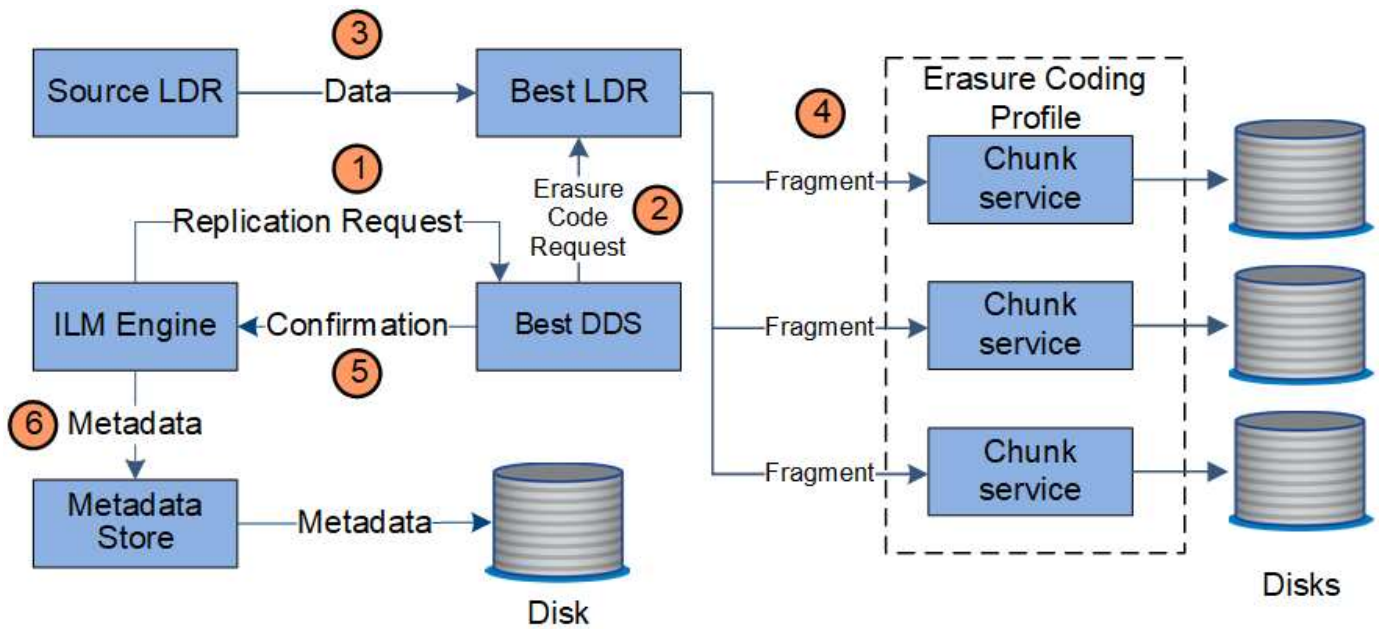 3
Source LDR
Data
Best LDR
4
Erasure Coding
Profile
Chunk
service
Fragment
1
Replication Request
Erasure
Code
Request
2
ILM Engine
Confirmation
Best DDS
5
Fragment
Chunk
service
6
Metadata
Metadata
Store
Metadata
Disk
Fragment
Chunk
service
Disks